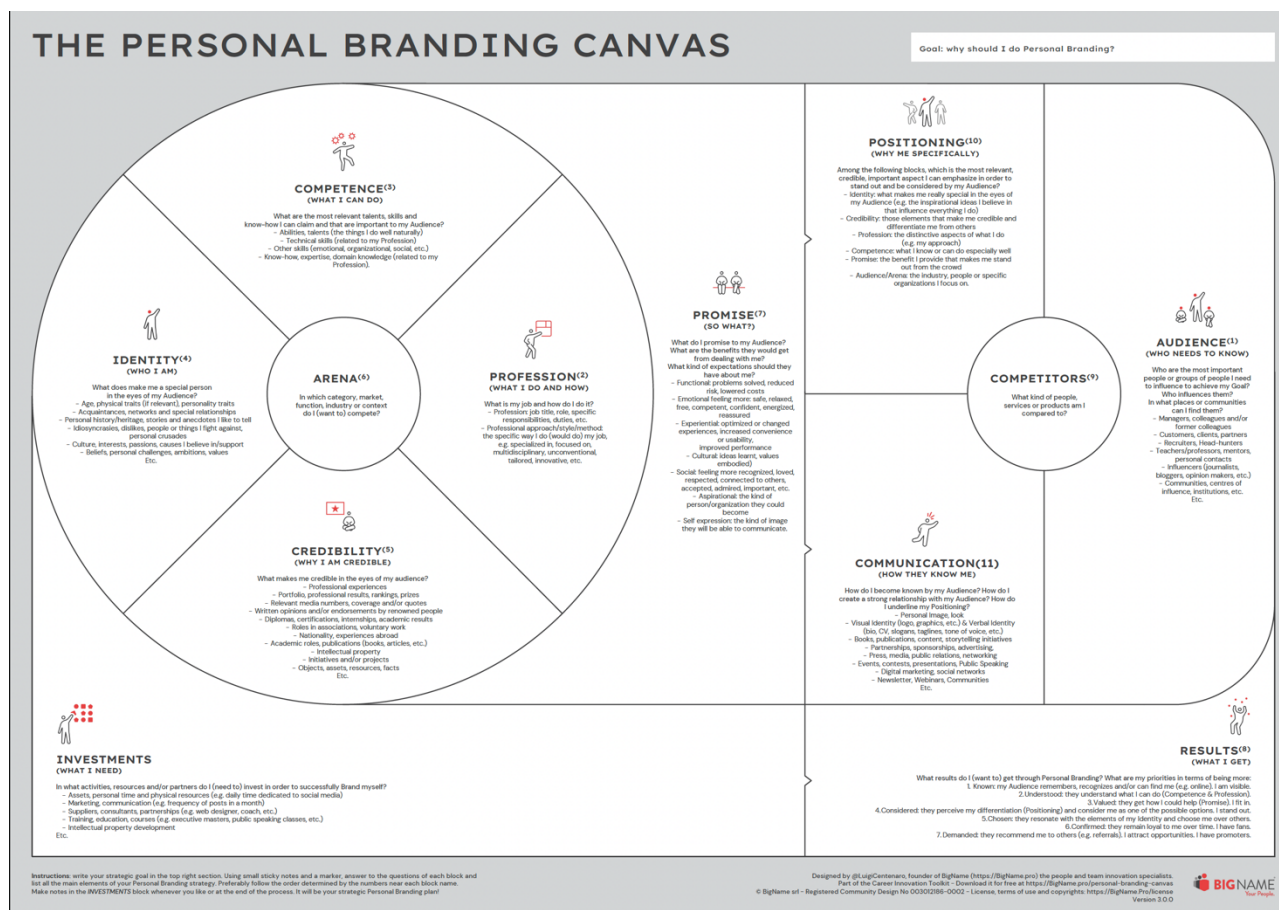 THE PERSONAL BRANDING CANVAS
Goal: why should I do Personal Branding?
COMPETENCE(3)
(WHAT I CAN DO)
What are the most relevant talents, skills and
know-how I can claim and that are important to my Audience?
- Abilities, talents (the things I do well naturally)
- Technical skills (related to my Profession)
- Other skills (emotional, organizational, social, etc.)
- Know-how, expertise, domain knowledge (related to my
Profession).
IDENTITY(4)
(WHO I AM)
What does make me a special person
in the eyes of my Audience?
- Age, physical traits (if relevant), personality traits
- Acquaintances, networks and special relationships
- Personal history/heritage, stories and anecdotes I like to tell
- Idiosyncrasies, dislikes, people or things I fight against,
personal crusades
- Culture, interests, passions, causes I believe in/support
- Beliefs, personal challenges, ambitions, values
Etc.
ARENA(6)
In which category, market,
function, industry or context
do I (want to) compete?
PROFESSION(2)
(WHAT I DO AND HOW)
What is my job and how do I do it?
- Profession: job title, role, specific
responsibilities, duties, etc.
- Professional approach/style/method:
the specific way I do (would do) my job,
e.g. specialized in, focused on,
multidisciplinary, unconventional,
tailored, innovative, etc.
CREDIBILITY(5)
(WHY I AM CREDIBLE)
What makes me credible in the eyes of my audience?
- Professional experiences
- Portfolio, professional results, rankings, prizes
- Relevant media numbers, coverage and/or quotes
- Written opinions and/or endorsements by renowned people
- Diplomas, certifications, internships, academic results
- Roles in associations, voluntary work
- Nationality, experiences abroad
- Academic roles, publications (books, articles, etc.)
- Intellectual property
- Initiatives and/or projects
- Objects, assets, resources, facts
Etc.
PROMISE(7)
(SO WHAT?)
What do I promise to my Audience?
What are the benefits they would get
from dealing with me?
What kind of expectations should they
have about me?
- Functional: problems solved, reduced
risk, lowered costs
- Emotional feeling more: safe, relaxed,
free, competent, confident, energized,
reassured
- Experiential: optimized or changed
experiences, increased convenience
or usability,
improved performance
- Cultural: ideas learnt, values
embodied)
- Social: feeling more recognized, loved,
respected, connected to others,
accepted, admired, important, etc.
- Aspirational: the kind of
person/organization they could
become
- Self expression: the kind of image
they will be able to communicate.
POSITIONING(10)
(WHY ME SPECIFICALLY)
Among the following blocks, which is the most relevant,
credible, important aspect I can emphasize in order to
stand out and be considered by my Audience?
- Identity: what makes me really special in the eyes of
my Audience (e.g. the inspirational ideas I believe in
that influence everything I do)
- Credibility: those elements that make me credible and
differentiate me from others
- Profession: the distinctive aspects of what I do
(e.g. my approach)
- Competence: what I know or can do especially well
- Promise: the benefit I provide that makes me stand
out from the crowd
- Audience/Arena: the industry, people or specific
organizations I focus on.
COMPETITORS(9)
What kind of people,
services or products am I
compared to?
AUDIENCE(1)
(WHO NEEDS TO KNOW)
Who are the most important
people or groups of people I need
to influence to achieve my Goal?
Who influences them?
In what places or communities
can I find them?
- Managers, colleagues and/or
former colleagues
- Customers, clients, partners
- Recruiters, Head-hunters
- Teachers/professors, mentors,
personal contacts
- Influencers (journalists,
bloggers, opinion makers, etc.)
- Communities, centres of
influence, institutions, etc.
Etc.
COMMUNICATION(11)
(HOW THEY KNOW ME)
How do I become known by my Audience? How do I
create a strong relationship with my Audience? How do
I underline my Positioning?
- Personal Image, look
- Visual Identity (logo, graphics, etc.) & Verbal Identity
(bio, CV, slogans, taglines, tone of voice, etc.)
- Books, publications, content, storytelling initiatives
- Partnerships, sponsorships, advertising,
- Press, media, public relations, networking
- Events, contests, presentations, Public Speaking
- Digital marketing, social networks
- Newsletter, Webinars, Communities
Etc.
INVESTMENTS
(WHAT I NEED)
In what activities, resources and/or partners do I (need to) invest in order to successfully Brand myself?
- Assets, personal time and physical resources (e.g. daily time dedicated to social media)
- Marketing, communication (e.g. frequency of posts in a month)
- Suppliers, consultants, partnerships (e.g. web designer, coach, etc.)
- Training, education, courses (e.g. executive masters, public speaking classes, etc.)
- Intellectual property development
Etc.
RESULTS(8)
(WHAT I GET)
What results do I (want to) get through Personal Branding? What are my priorities in terms of being more:
1. Known: my Audience remembers, recognizes and/or can find me (e.g. online). I am visible.
2.Understood: they understand what I can do (Competence & Profession).
3.Valued: they get how I could help (Promise). I fit in.
4.Considered: they perceive my differentiation (Positioning) and consider me as one of the possible options. I stand out.
5.Chosen: they resonate with the elements of my Identity and choose me over others.
6.Confirmed: they remain loyal to me over time. I have fans.
7. Demanded: they recommend me to others (e.g. referrals). I attract opportunities. I have promoters.
Instructions: write your strategic goal in the top right section. Using small sticky notes and a marker, answer to the questions of each block and
list all the main elements of your Personal Branding strategy. Preferably follow the order determined by the numbers near each block name.
Make notes in the INVESTMENTS block whenever you like or at the end of the process. It will be your strategic Personal Branding plan!
Designed by @LuigiCentenaro, founder of BigName (https://BigName.pro) the people and team innovation specialists.
Part of the Career Innovation Toolkit - Download it for free at https://BigName.pro/personal-branding-canvas
© BigName srl - Registered Community Design No 003012186-0002 - License, terms of use and copyrights: https://BigName.Pro/license
Version 3.0.0
BIGNAME
Your People.